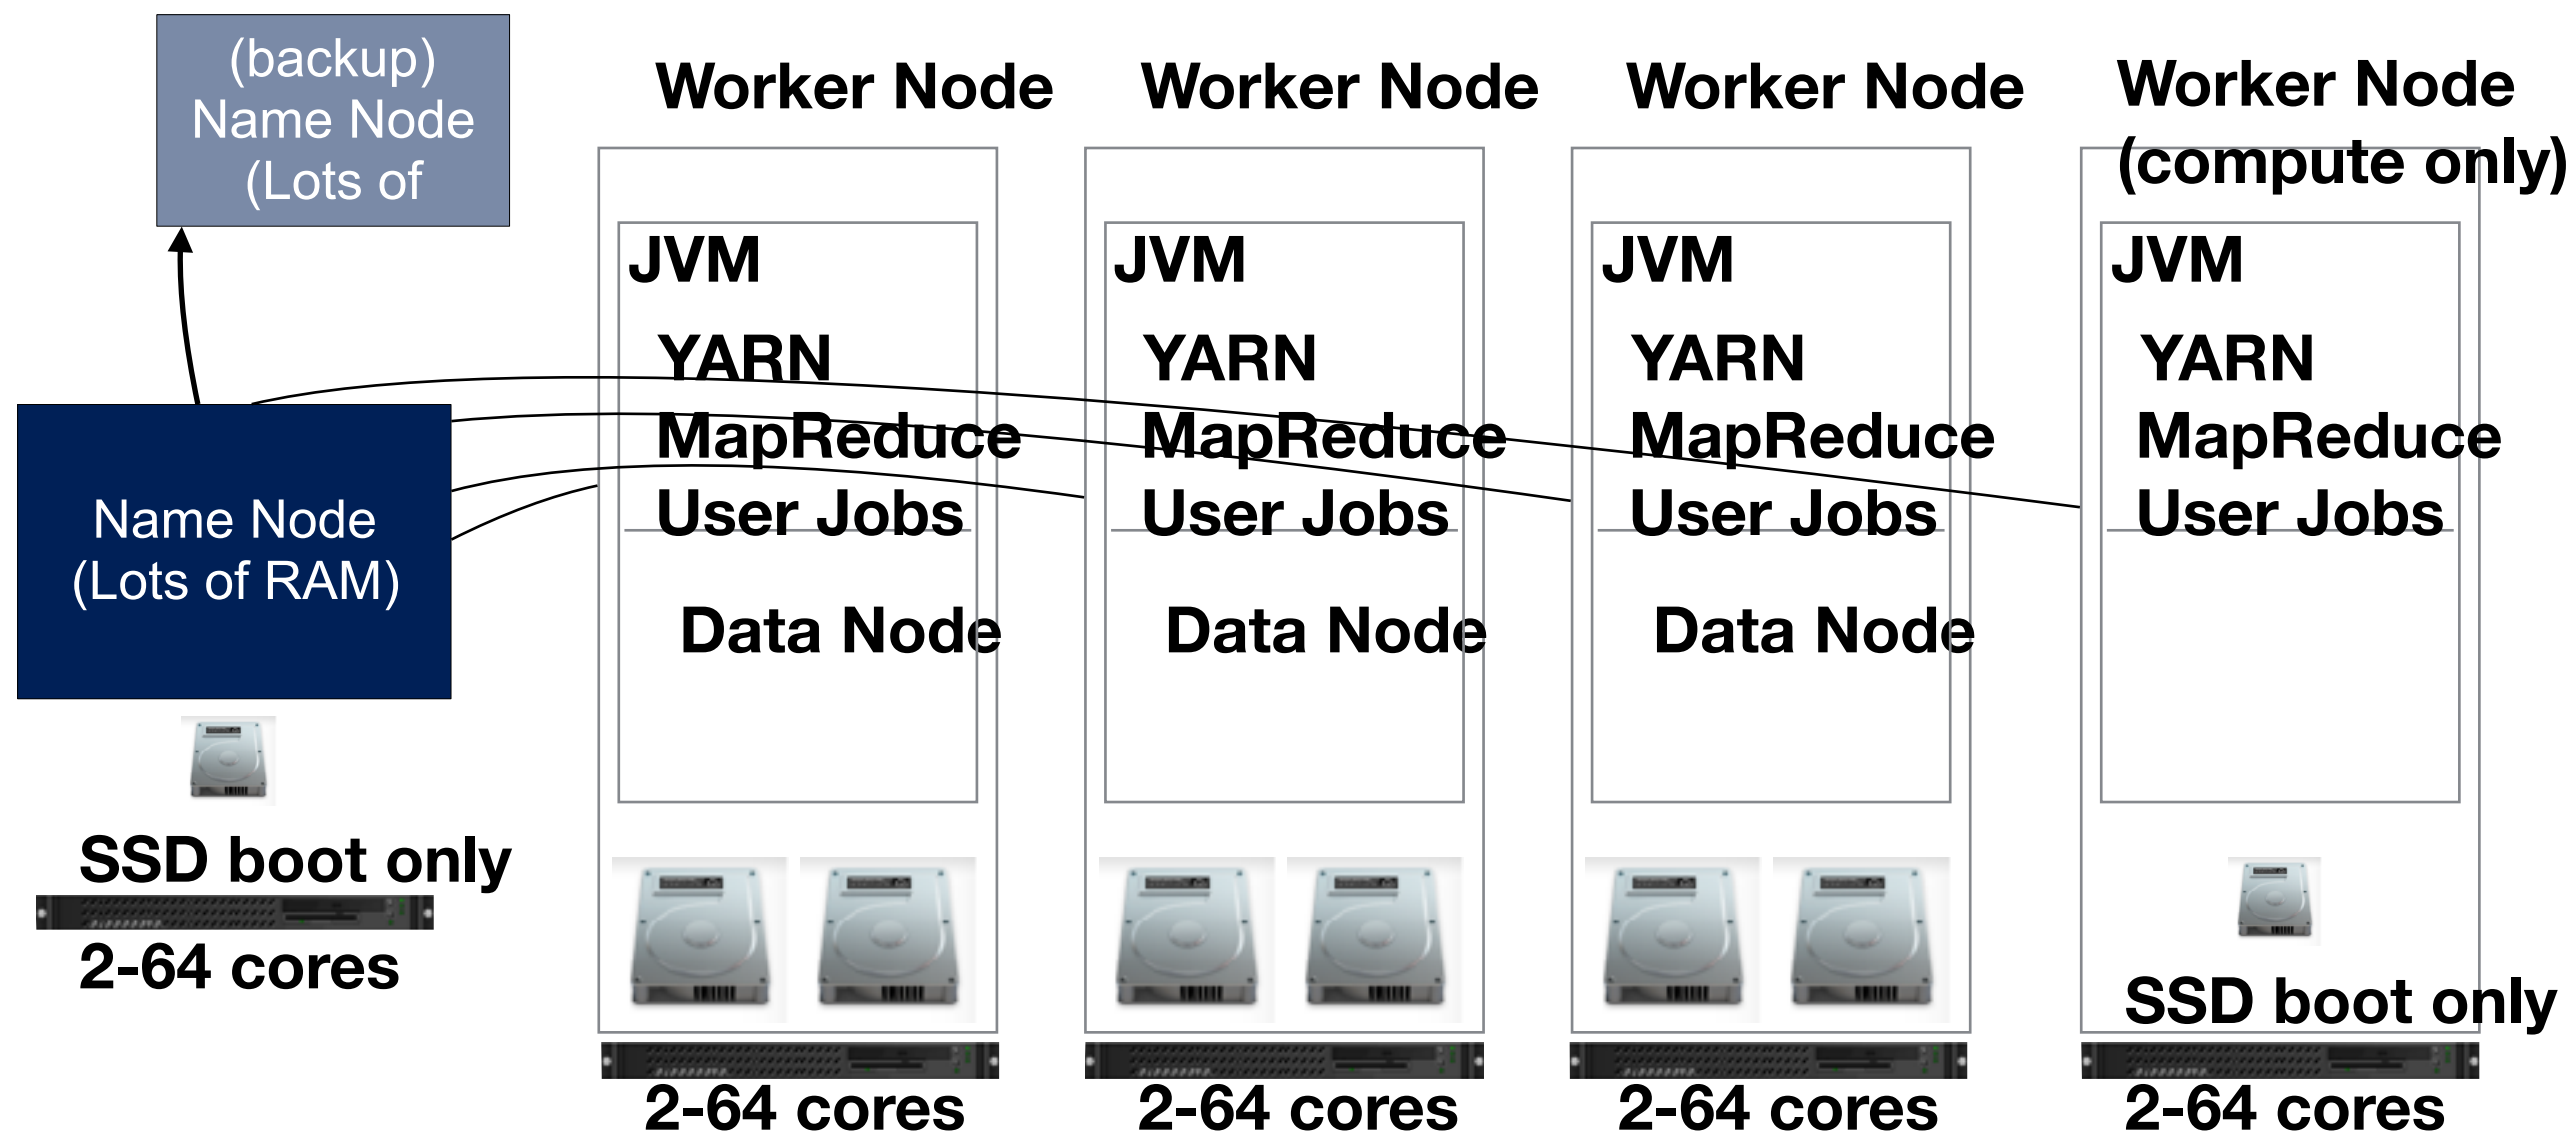 (backup)
Name Node
(Lots of
Name Node
(Lots of RAM)
SSD boot only
2-64 cores
Worker Node
JVM
YARN
MapReduce
User Jobs
Data Node
2-64 cores
Worker Node
JVM
YARN
MapReduce
User Jobs
Data Node
2-64 cores
Worker Node
JVM
YARN
MapReduce
User Jobs
Data Node
2-64 cores
Worker Node
(compute only)
JVM
YARN
MapReduce
User Jobs
SSD boot only
2-64 cores